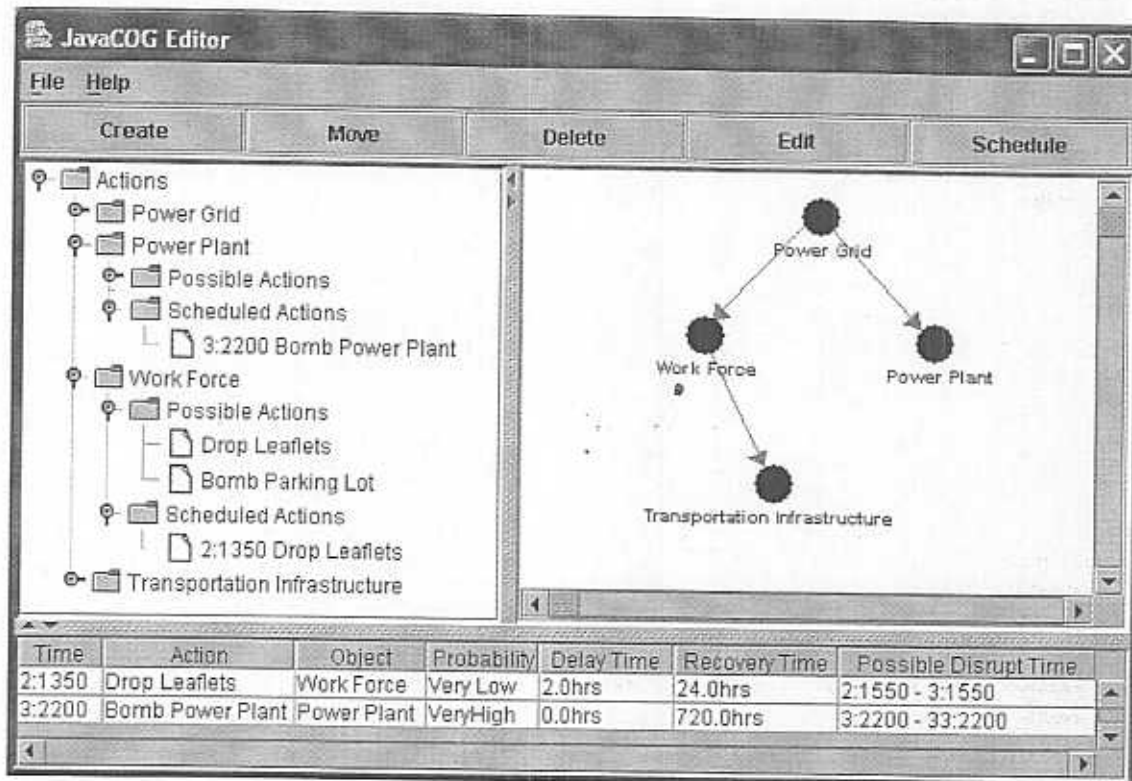 JavaCOG Editor
File Help
Create Move Delete Edit Schedule
Actions
Power Grid
Power Plant
Possible Actions
Scheduled Actions
3:2200 Bomb Power Plant
Work Force
Possible Actions
Drop Leaflets
Bomb Parking Lot
Scheduled Actions
2:1350 Drop Leaflets
Transportation Infrastructure
Power Grid
Work Force
Power Plant
Transportation Infrastructure
Time Action Object Probability Delay Time Recovery Time Possible Disrupt Time
2:1350 Drop Leaflets Work Force Very Low 2.0hrs 24.0hrs 2:1550 - 3:1550
3:2200 Bomb Power Plant Power Plant VeryHigh 0.0hrs 720.0hrs 3:2200 - 33:2200